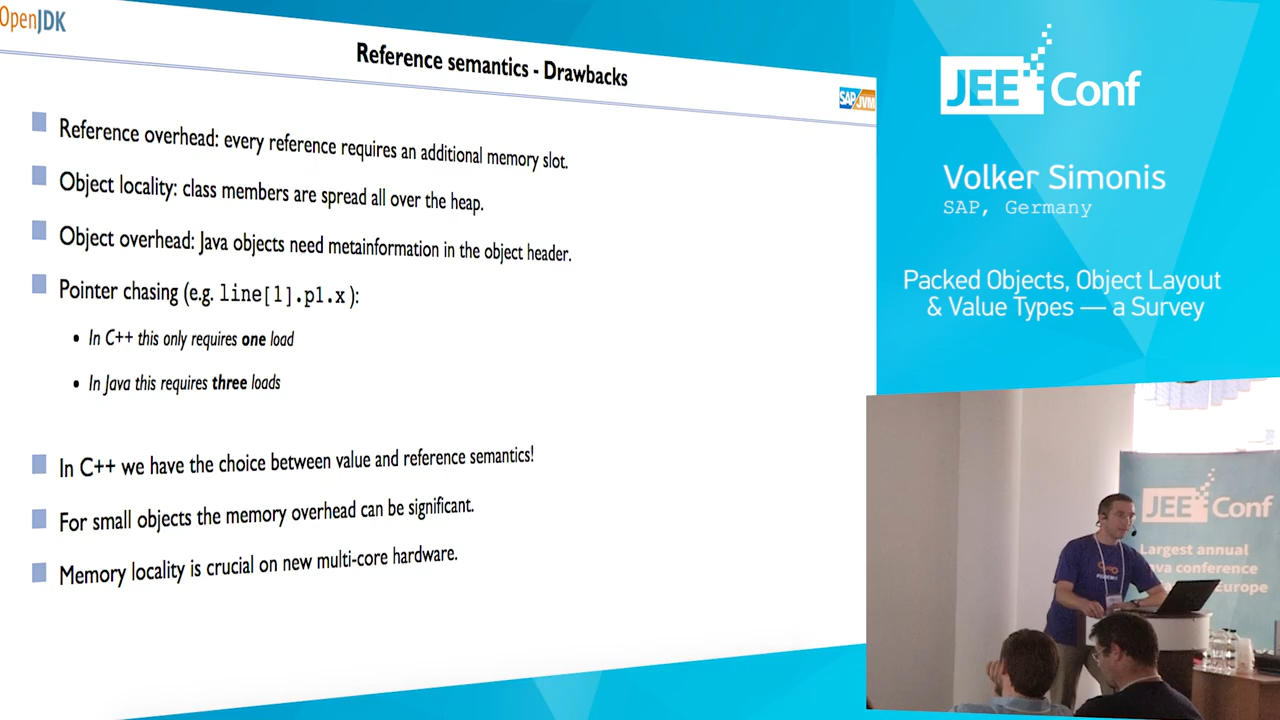 OpenJDK
Reference semantics - Drawbacks
SAP JVM
Reference overhead: every reference requires an additional memory slot.
Object locality: class members are spread all over the heap.
Object overhead: Java objects need metainformation in the object header.
Pointer chasing (e.g. line[1].p1.x ):
• In C++ this only requires one load
• In Java this requires three loads
In C++ we have the choice between value and reference semantics!
For small objects the memory overhead can be significant.
Memory locality is crucial on new multi-core hardware.
JEE Conf
Volker Simonis
SAP, Germany
Packed Objects, Object Layout
& Value Types — a Survey
JEE Conf
Largest annual
Java conference
Europe